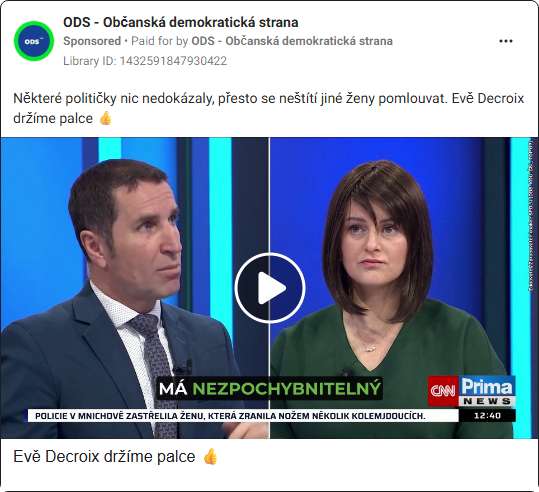 ODS - Občanská demokratická strana
ODS
Sponsored • Paid for by ODS - Občanská demokratická strana
Library ID: 1432591847930422
Některé političky nic nedokázaly, přesto se neštítí jiné ženy pomlouvat. Evě Decroix
držíme palce 👍
MÁ NEZPOCHYBNITELNÝ
CNN Prima
NEWS
POLICIE V MNICHOVĚ ZASTŘELILA ŽENU, KTERÁ ZRANILA NOŽEM NĚKOLIK KOLEMJDOUCÍCH.
12:40
Evě Decroix držíme palce 👍